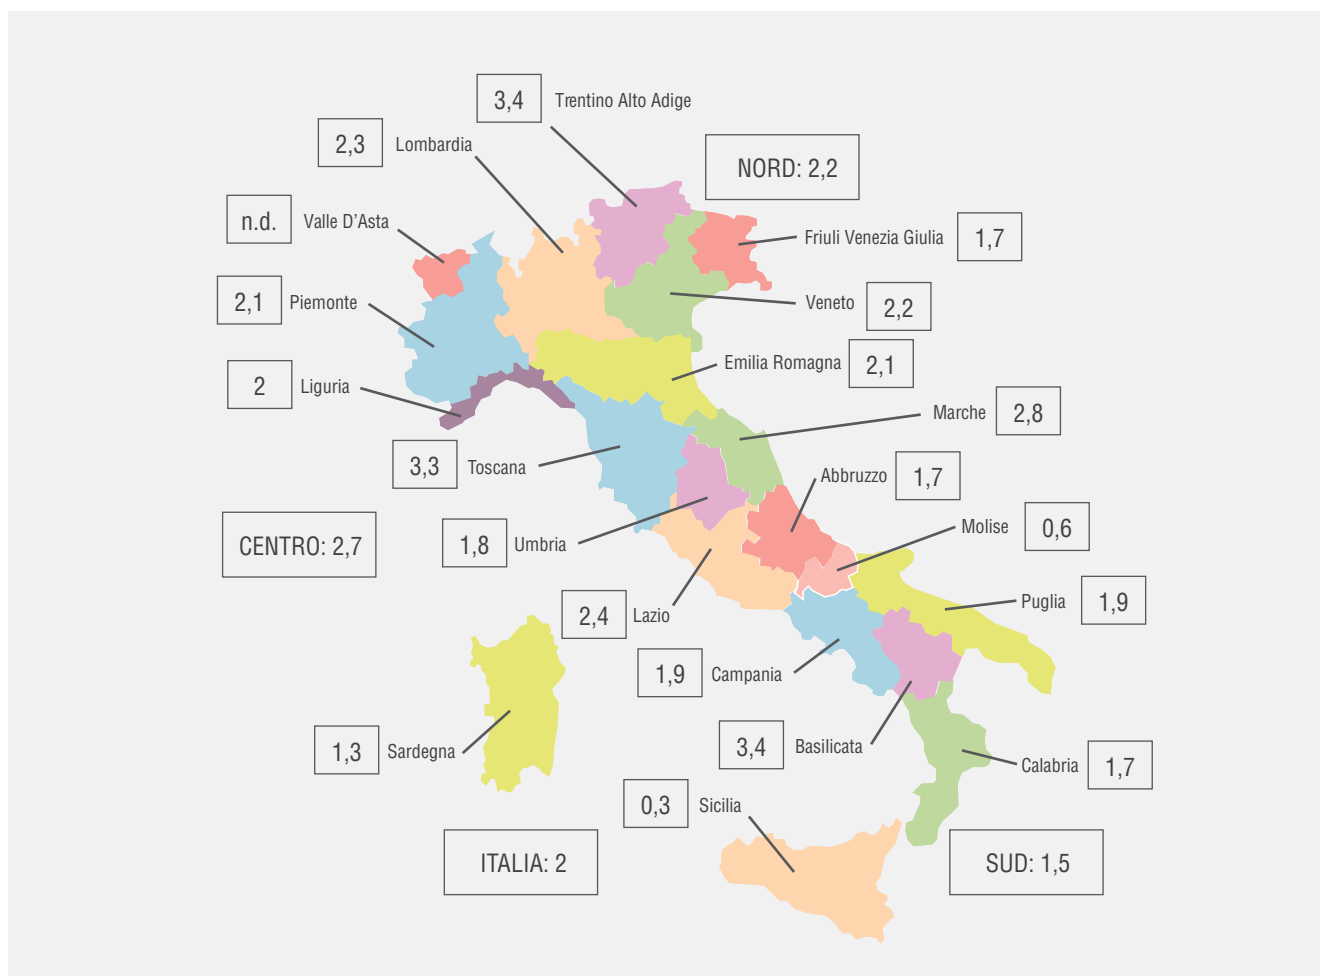 3,4 Trentino Alto Adige
2,3 Lombardia
NORD: 2,2
n.d. Valle D’Asta
Friuli Venezia Giulia 1,7
2,1 Piemonte
Veneto 2,2
Emilia Romagna 2,1
2 Liguria
Marche 2,8
3,3 Toscana
Abbruzzo 1,7
Molise 0,6
CENTRO: 2,7
1,8 Umbria
Puglia 1,9
2,4 Lazio
1,9 Campania
1,3 Sardegna
3,4 Basilicata
Calabria 1,7
0,3 Sicilia
ITALIA: 2
SUD: 1,5